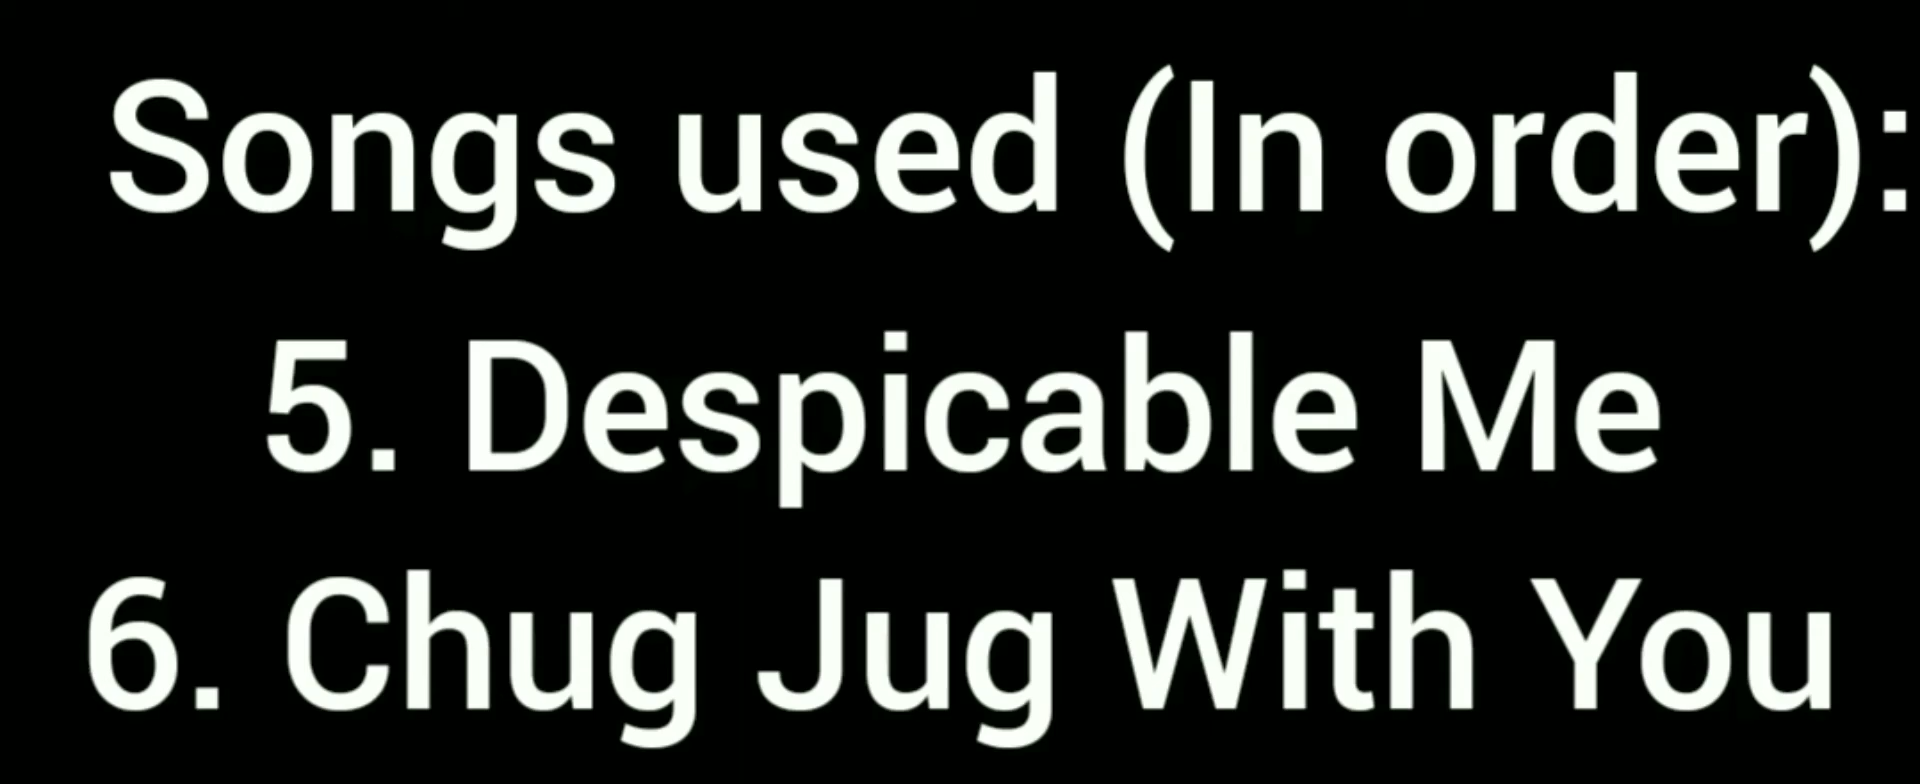 Songs used (In order):
5. Despicable Me
6. Chug Jug With You